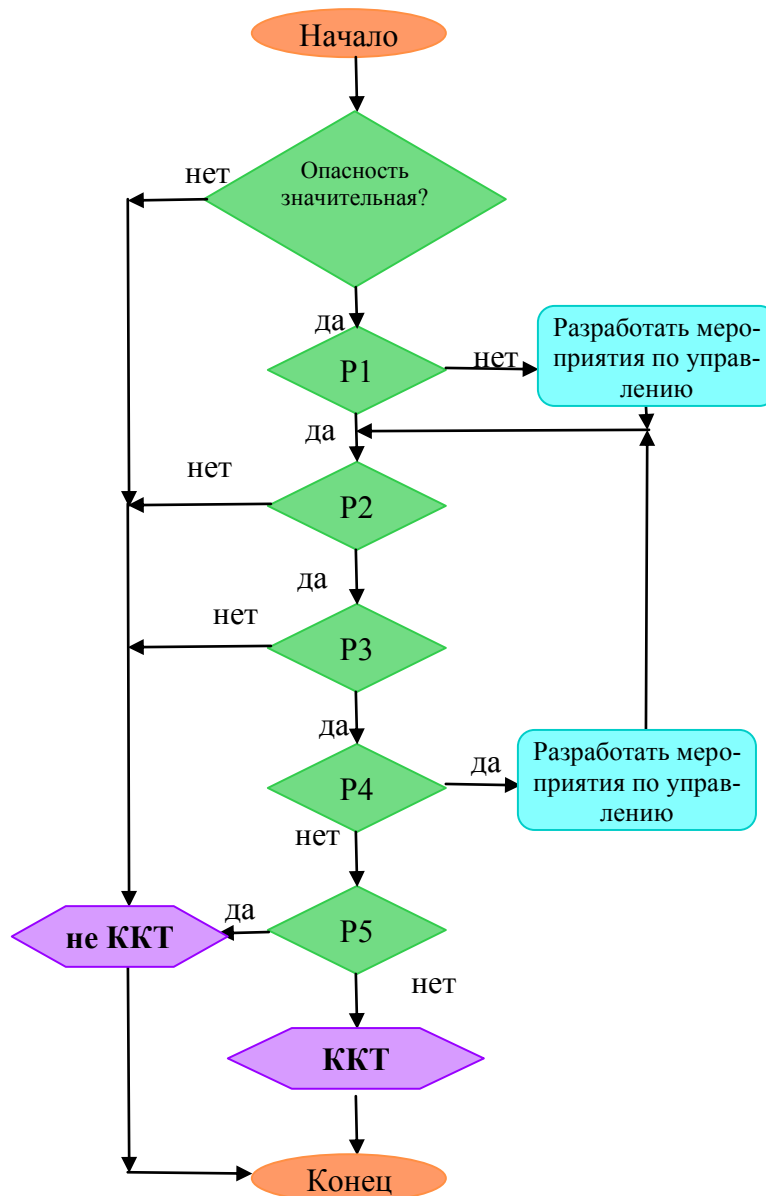 Начало
нет
Опасность
значительная?
да
Р1
нет
Разработать меро-
приятия по управ-
лению
да
нет
Р2
да
нет
Р3
да
Р4
да
Разработать меро-
приятия по управ-
лению
нет
не ККТ
да
Р5
нет
ККТ
Конец